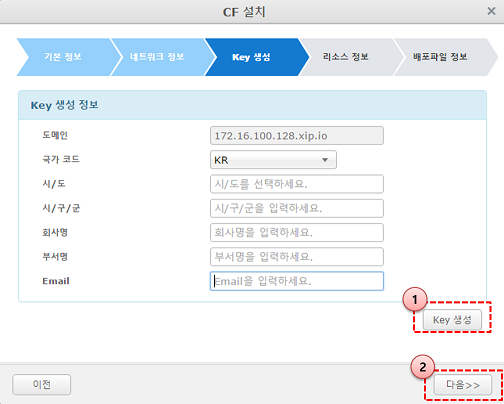 CF 설치
×
기본 정보 네트워크 정보 Key 생성 리소스 정보 배포파일 정보
Key 생성 정보
도메인 172.16.100.128.xip.io
국가 코드 KR
시/도 시/도를 선택하세요.
시/구/군 시/구/군을 입력하세요.
회사명 회사명을 입력하세요.
부서명 부서명을 입력하세요.
Email Email을 입력하세요.
1
Key 생성
2
이전 다음>>